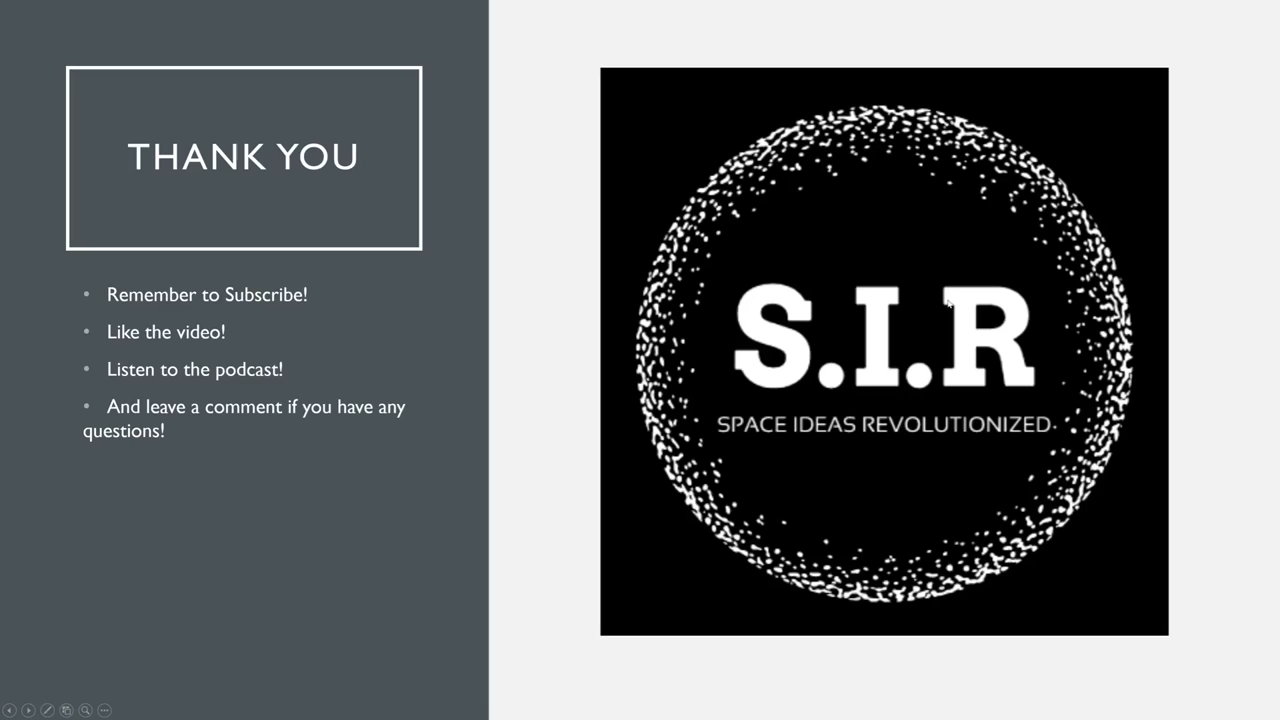 THANK YOU
• Remember to Subscribe!
• Like the video!
• Listen to the podcast!
• And leave a comment if you have any
questions!
S.I.R
SPACE IDEAS REVOLUTIONIZED